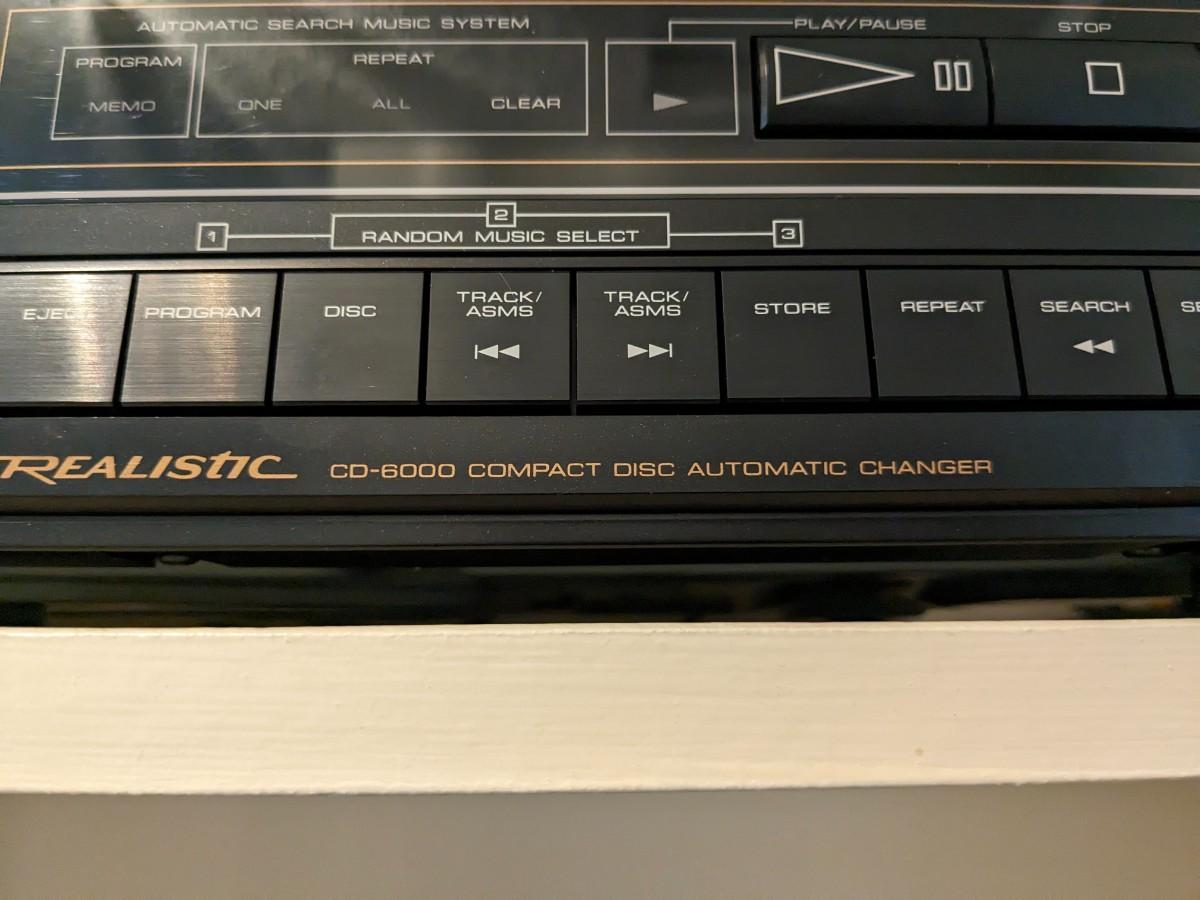 AUTOMATIC SEARCH MUSIC SYSTEM
PLAY/PAUSE
STOP
PROGRAM
MEMO
REPEAT
ONE ALL CLEAR
1
2
RANDOM MUSIC SELECT
3
EJECT
PROGRAM
DISC
TRACK/
ASMS
TRACK/
ASMS
STORE
REPEAT
SEARCH
REALISTIC
CD-6000 COMPACT DISC AUTOMATIC CHANGER